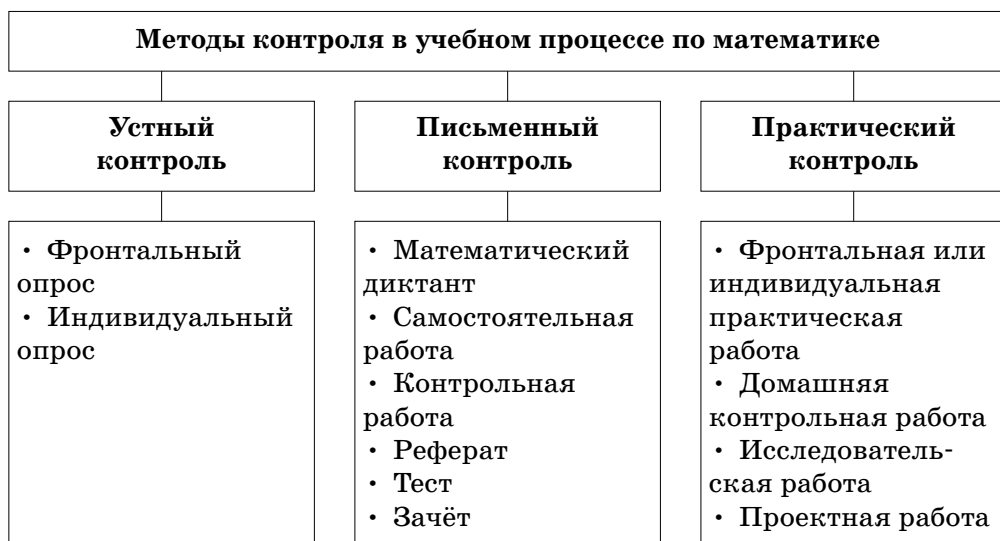 Методы контроля в учебном процессе по математике
Устный
контроль
Письменный
контроль
Практический
контроль
• Фронтальный
опрос
• Индивидуальный
опрос
• Математический
диктант
• Самостоятельная
работа
• Контрольная
работа
• Реферат
• Тест
• Зачёт
• Фронтальная или
индивидуальная
практическая
работа
• Домашняя
контрольная работа
• Исследователь-
ская работа
• Проектная работа